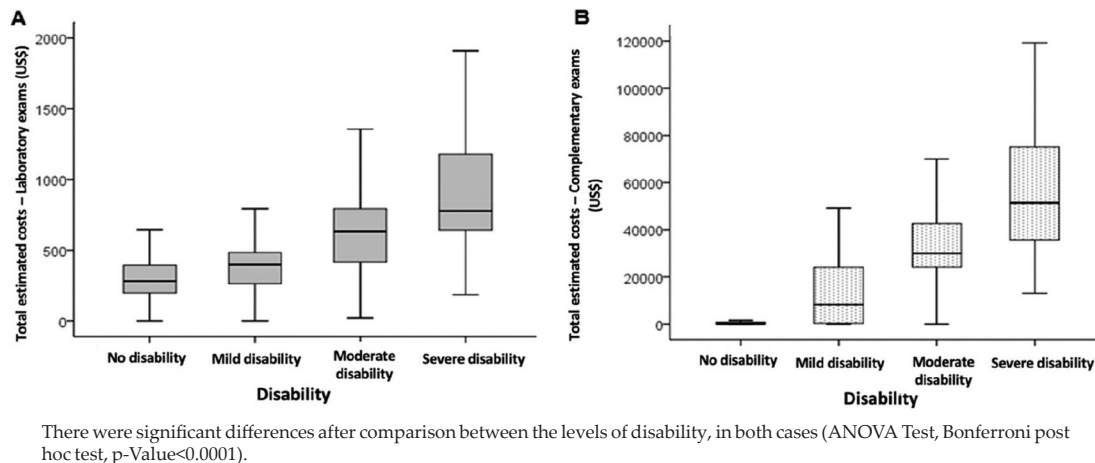 A
Total estimated costs – Laboratory exams (US$)
2000
1500
1000
500
0
No disability
Mild disability
Moderate
disability
Severe disability
Disability
B
Total estimated costs – Complementary exams
(US$)
120000
100000
80000
60000
40000
20000
0
No disability
Mild disability
Moderate
disability
Severe disability
Disability
There were significant differences after comparison between the levels of disability, in both cases (ANOVA Test, Bonferroni post
hoc test, p-Value<0.0001).